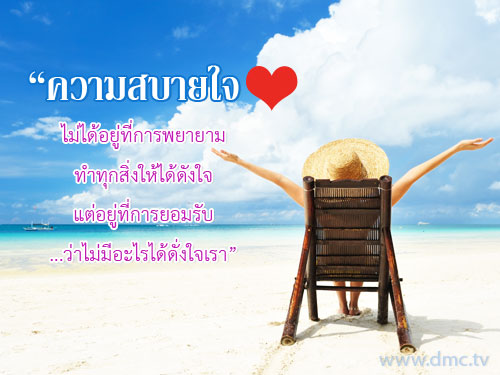 “ความสบายใจ
ไม่ได้อยู่ที่การพยายาม
ทำทุกสิ่งให้ได้ดังใจ
แต่อยู่ที่การยอมรับ
...ว่าไม่มีอะไรได้ดั่งใจเรา”
www.dmc.tv